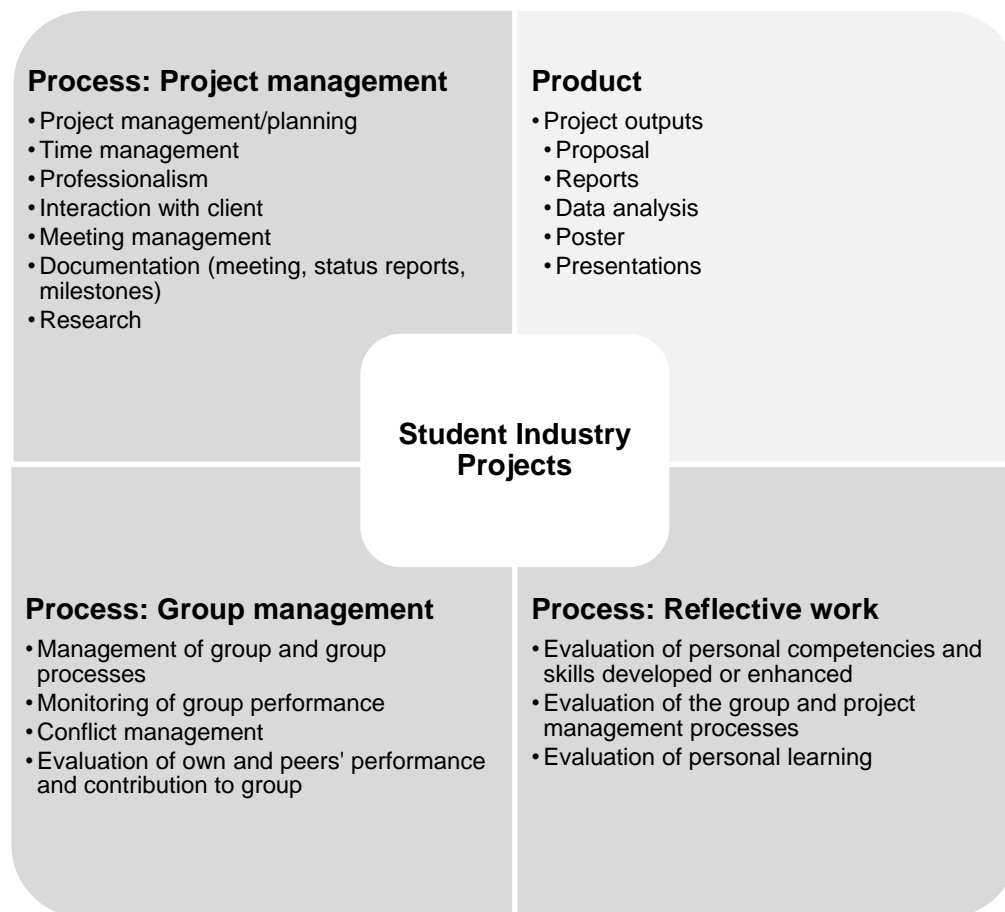 Process: Project management
• Project management/planning
• Time management
• Professionalism
• Interaction with client
• Meeting management
• Documentation (meeting, status reports,
milestones)
• Research
Product
• Project outputs
• Proposal
• Reports
• Data analysis
• Poster
• Presentations
Student Industry
Projects
Process: Group management
• Management of group and group
processes
• Monitoring of group performance
• Conflict management
• Evaluation of own and peers' performance
and contribution to group
Process: Reflective work
• Evaluation of personal competencies and
skills developed or enhanced
• Evaluation of the group and project
management processes
• Evaluation of personal learning